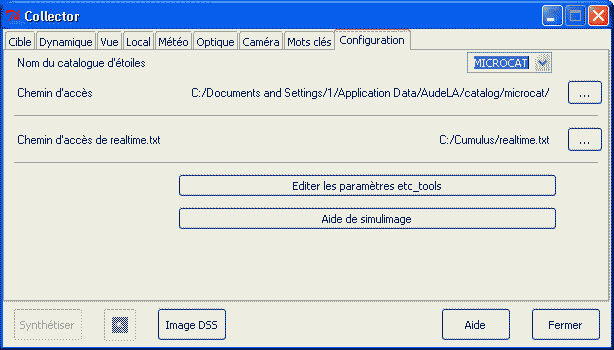 Collector
Cible Dynamique Vue Local Météo Optique Caméra Mots clés Configuration
Nom du catalogue d'étoiles MICROCAT
Chemin d'accès C:/Documents and Settings/1/Application Data/AudeLA/catalog/microcat/ ...
Chemin d'accès de realtime.txt C:/Cumulus/realtime.txt ...
Editer les paramètres etc_tools
Aide de simulimage
Synthétiser Image DSS Aide Fermer